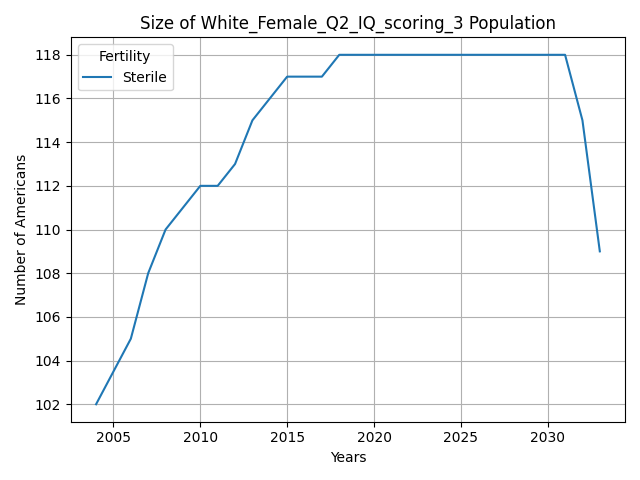 Size of White_Female_Q2_IQ_scoring_3 Population
Fertility
Sterile
Number of Americans
118
116
114
112
110
108
106
104
102
2005 2010 2015 2020 2025 2030
Years